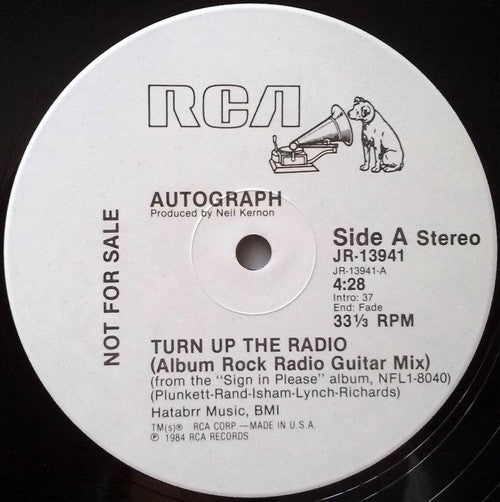 RCA
AUTOGRAPH
Produced by Neil Kernon
NOT FOR SALE
Side A Stereo
JR-13941
JR-13941-A
4:28
Intro: 37
End: Fade
33⅓ RPM
TURN UP THE RADIO
(Album Rock Radio Guitar Mix)
(from the "Sign in Please" album, NFL1-8040)
(Plunkett-Rand-Isham-Lynch-Richards)
Hatabrr Music, BMI
TM(s)® RCA CORP —MADE IN U.S.A.
℗ 1984 RCA RECORDS